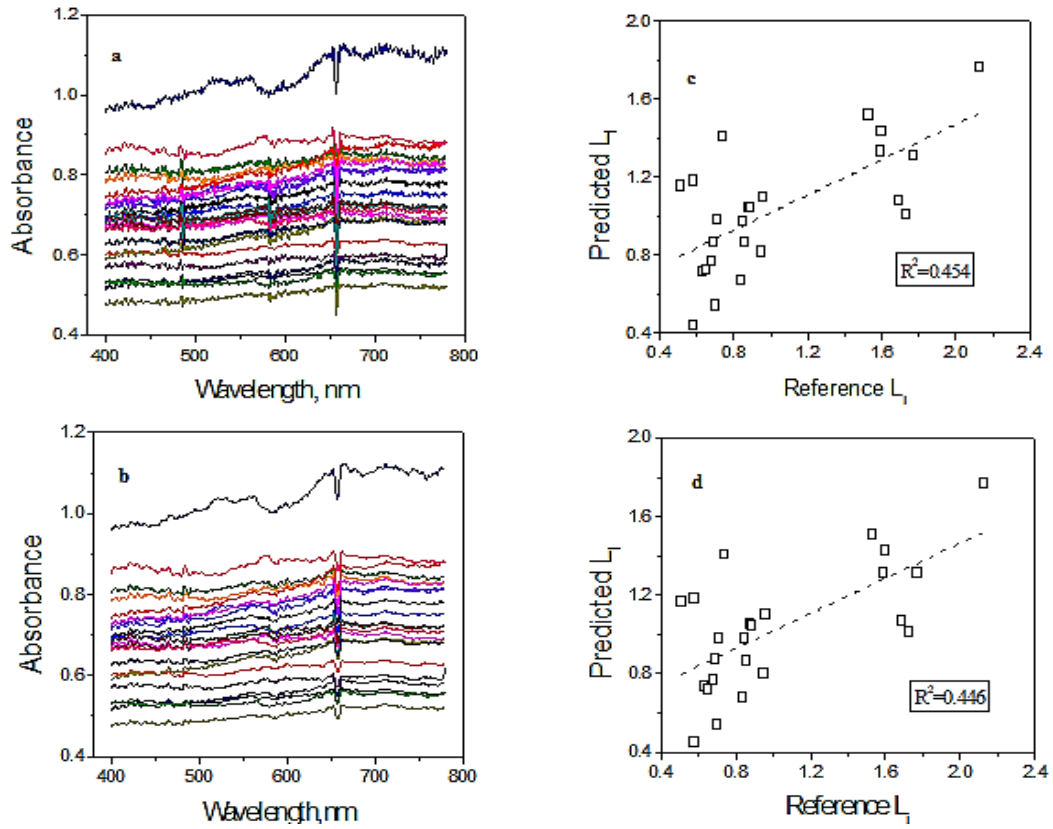 a
1.2
1.0
0.8
0.6
0.4
Absorbance
400 500 600 700 800
Wavelength, nm
c
2.0
1.6
1.2
0.8
0.4
Predicted L_I
R²=0.454
0.4 0.8 1.2 1.6 2.0 2.4
Reference L_I
b
1.2
1.0
0.8
0.6
0.4
Absorbance
400 500 600 700 800
Wavelength,nm
d
2.0
1.6
1.2
0.8
0.4
Predicted L_I
R²=0.446
0.4 0.8 1.2 1.6 2.0 2.4
Reference L_I